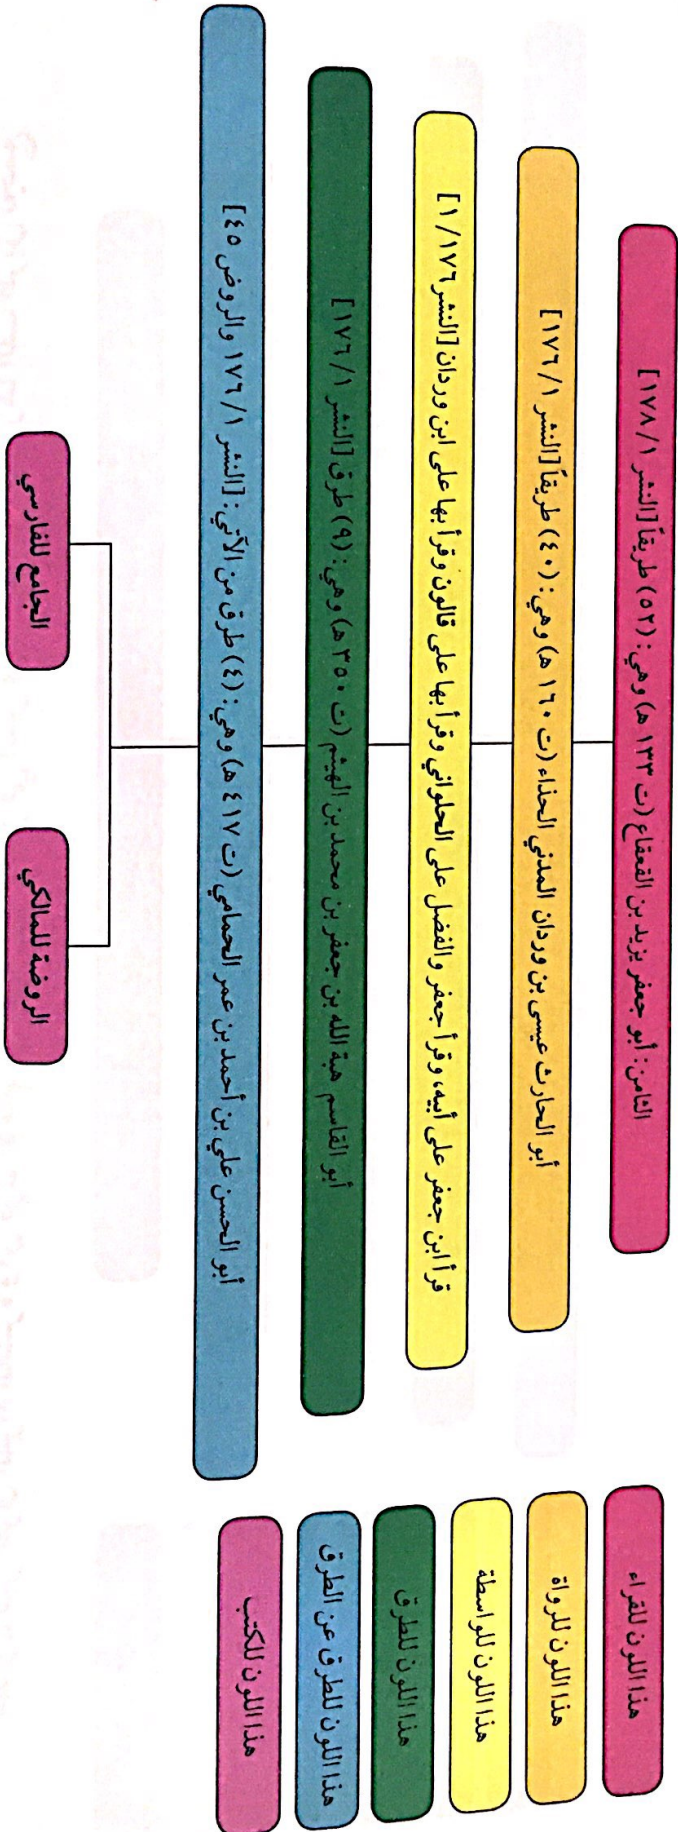 الثامن: أبو جعفر يزيد بن القعقاع (ت ١٣٣ هـ) وهي: (٥٢) طريقاً [النشر ١/ ١٧٨]
أبو الحارث عيسى بن وردان المدني الحذاء (ت ١٦٠ هـ) وهي: (٤٠) طريقاً [النشر ١/ ١٧٦]
قرأ ابن جعفر على أبيه، وقرأ جعفر والفضل على الحلواني وقرأ بها على قالون وقرأ بها على ابن وردان [النشر ١٧٦/ ١]
أبو القاسم هبة الله بن جعفر بن محمد بن الهيثم (ت ٣٥٠ هـ) وهي: (٩) طرق [النشر ١/ ١٧٦]
أبو الحسن علي بن أحمد بن عمر الحمامي (ت ٤١٧ هـ) وهي: (٤) طرق من الآتي: [النشر ١/ ١٧٦ والروض ٤٥]
الجامع للفارسي
الروضة للمالكي
هذا اللون للقراء
هذا اللون للرواة
هذا اللون للواسطة
هذا اللون للطرق
هذا اللون للطرق عن الطرق
هذا اللون للكتب